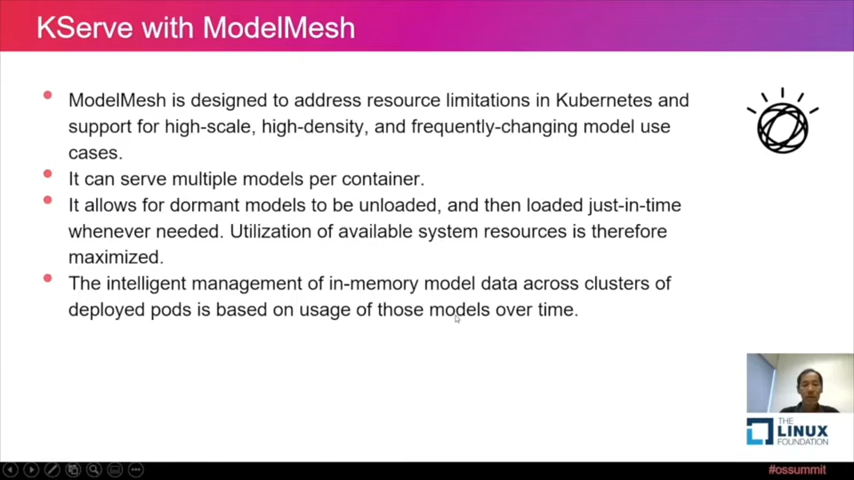 KServe with ModelMesh
ModelMesh is designed to address resource limitations in Kubernetes and
support for high-scale, high-density, and frequently-changing model use
cases.
It can serve multiple models per container.
It allows for dormant models to be unloaded, and then loaded just-in-time
whenever needed. Utilization of available system resources is therefore
maximized.
The intelligent management of in-memory model data across clusters of
deployed pods is based on usage of those models over time.
THE
LINUX
FOUNDATION
#ossummit